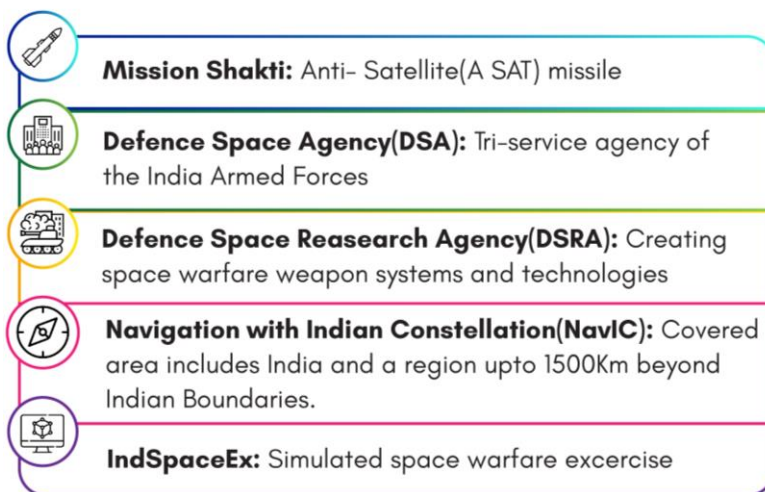 Mission Shakti: Anti- Satellite(A SAT) missile
Defence Space Agency(DSA): Tri-service agency of
the India Armed Forces
Defence Space Reasearch Agency(DSRA): Creating
space warfare weapon systems and technologies
Navigation with Indian Constellation(NavIC): Covered
area includes India and a region upto 1500Km beyond
Indian Boundaries.
IndSpaceEx: Simulated space warfare excercise